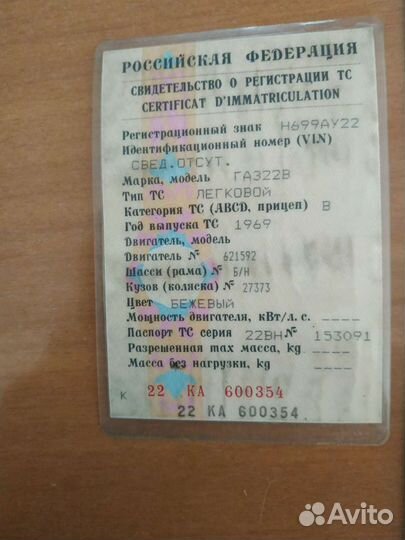 РОССИЙСКАЯ ФЕДЕРАЦИЯ
СВИДЕТЕЛЬСТВО О РЕГИСТРАЦИИ ТС
CERTIFICAT D'IMMATRICULATION
Регистрационный знак Н699АУ22
Идентификационный номер (VIN)
СВЕД.ОТСУТ.
Марка, модель ГАЗ22В
Тип ТС ЛЕГКОВОЙ
Категория ТС (ABCD, прицеп) B
Год выпуска ТС 1969
Двигатель, модель
Двигатель № 621592
Шасси (рама) № Б/Н
Кузов (коляска) № 27373
Цвет БЕЖЕВЫЙ
Мощность двигателя, кВт/л. с. ----
Паспорт ТС серия 22ВН № 153091
Разрешенная max масса, kg ----
Масса без нагрузки, kg ----
К 22 КА 600354
22 КА 600354
Avito